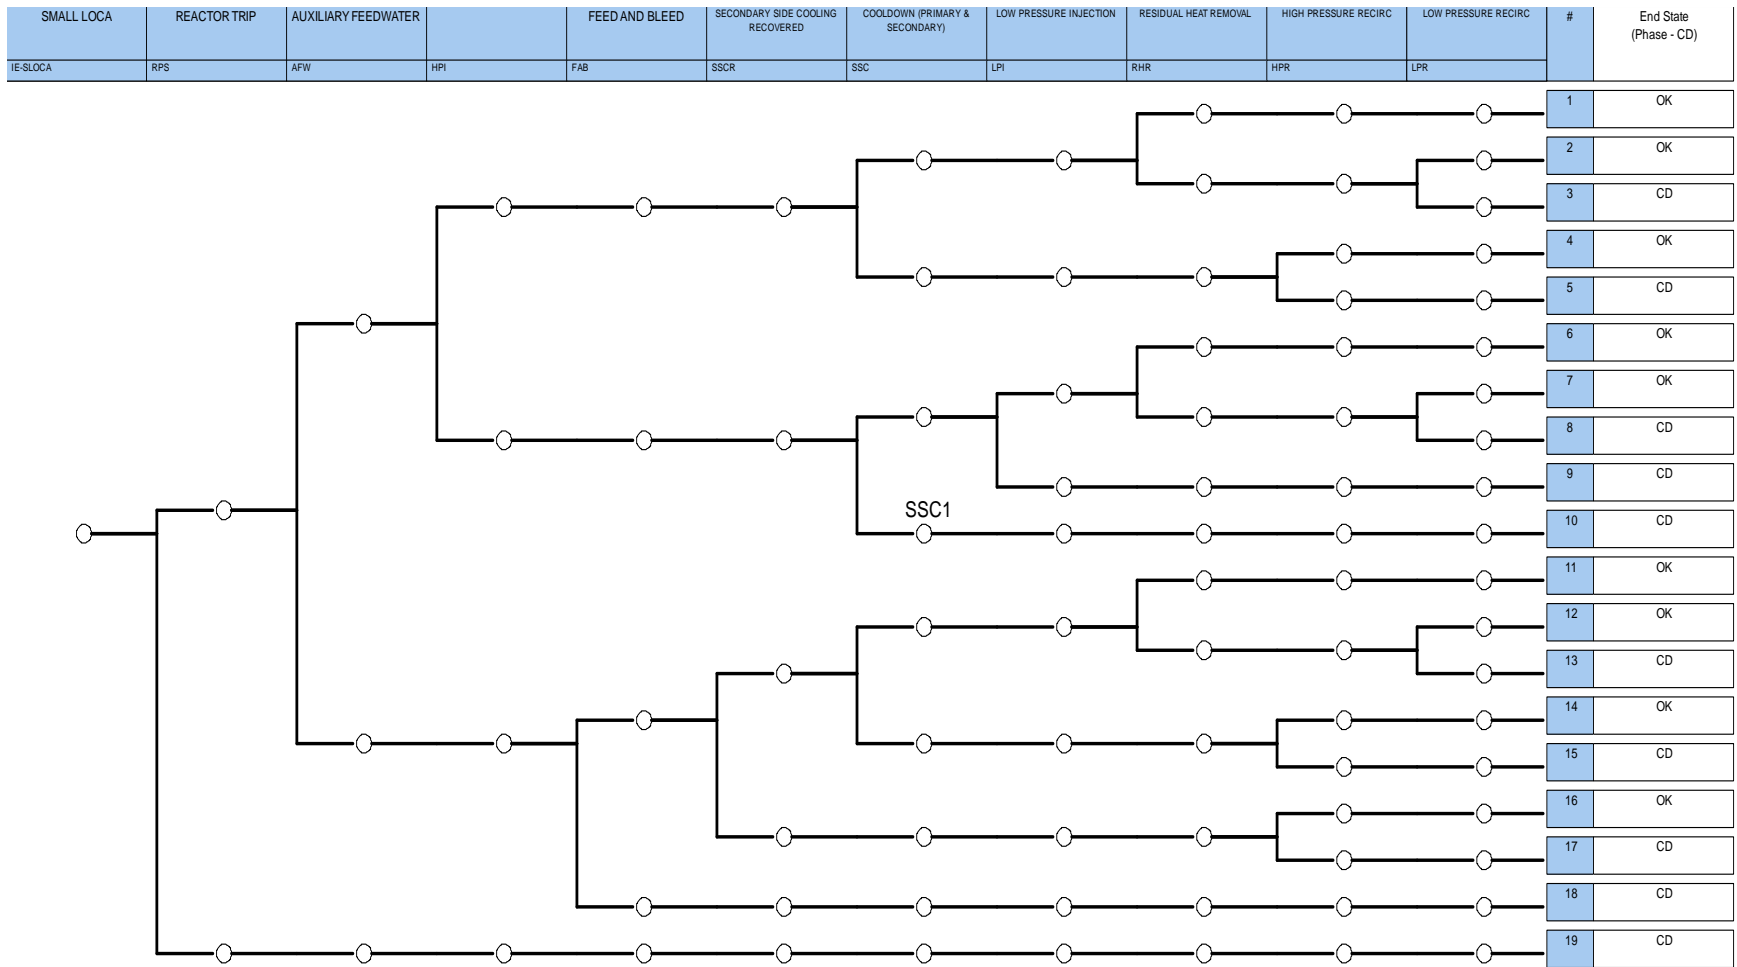 SMALL LOCA
REACTOR TRIP
AUXILIARY FEEDWATER
FEED AND BLEED
SECONDARY SIDE COOLING
RECOVERED
COOLDOWN (PRIMARY &
SECONDARY)
LOW PRESSURE INJECTION
RESIDUAL HEAT REMOVAL
HIGH PRESSURE RECIRC
LOW PRESSURE RECIRC
#
End State
(Phase - CD)
IE-SLOCA
RPS
AFW
HPI
FAB
SSCR
SSC
LPI
RHR
HPR
LPR
1 OK
2 OK
3 CD
4 OK
5 CD
6 OK
7 OK
8 CD
9 CD
SSC1
10 CD
11 OK
12 OK
13 CD
14 OK
15 CD
16 OK
17 CD
18 CD
19 CD